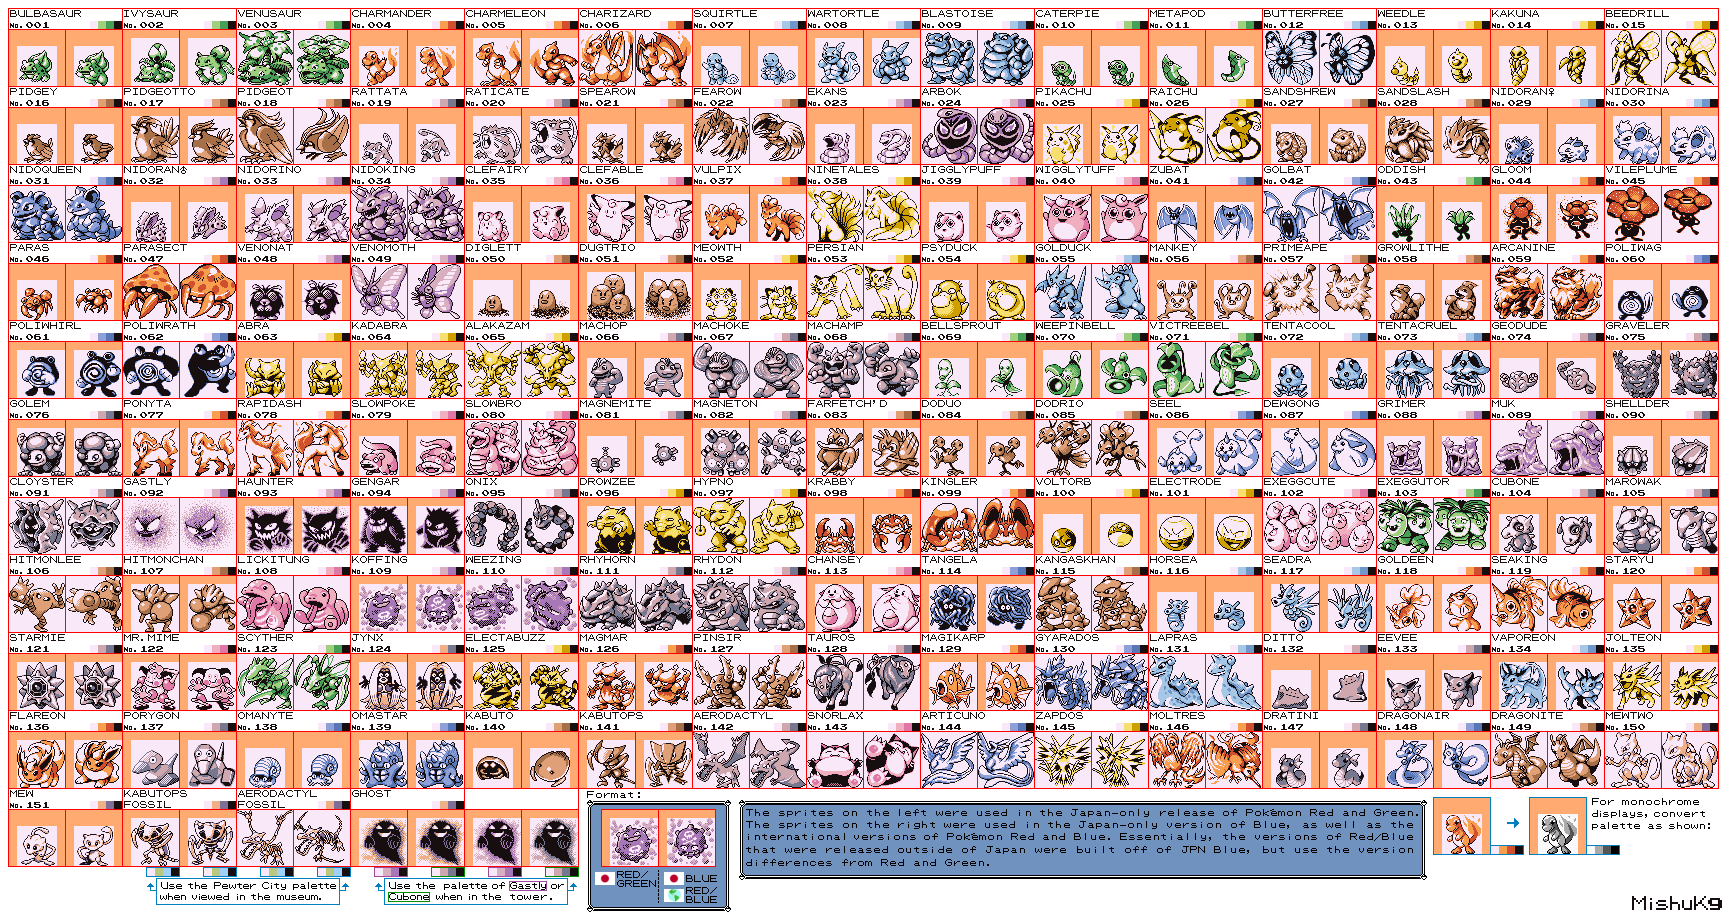 BULBASAUR IVYSAUR VENUSAUR CHARMANDER CHARMELEON CHARIZARD SQUIRTLE WARTORTLE BLASTOISE CATERPIE METAPOD BUTTERFREE WEEDLE KAKUNA BEEDRILL
No.001 No.002 No.003 No.004 No.005 No.006 No.007 No.008 No.009 No.010 No.011 No.012 No.013 No.014 No.015
PIDGEY PIDGEOTTO PIDGEOT RATTATA RATICATE SPEAROW FEAROW EKANS ARBOK PIKACHU RAICHU SANDSHREW SANDSLASH NIDORAN♀ NIDORINA
No.016 No.017 No.018 No.019 No.020 No.021 No.022 No.023 No.024 No.025 No.026 No.027 No.028 No.029 No.030
NIDOQUEEN NIDORAN♂ NIDORINO NIDOKING CLEFAIRY CLEFABLE VULPIX NINETALES JIGGLYPUFF WIGGLYTUFF ZUBAT GOLBAT ODDISH GLOOM VILEPLUME
No.031 No.032 No.033 No.034 No.035 No.036 No.037 No.038 No.039 No.040 No.041 No.042 No.043 No.044 No.045
PARAS PARASECT VENONAT VENOMOTH DIGLETT DUGTRIO MEOWTH PERSIAN PSYDUCK GOLDUCK MANKEY PRIMEAPE GROWLITHE ARCANINE POLIWAG
No.046 No.047 No.048 No.049 No.050 No.051 No.052 No.053 No.054 No.055 No.056 No.057 No.058 No.059 No.060
POLIWHIRL POLIWRATH ABRA KADABRA ALAKAZAM MACHOP MACHOKE MACHAMP BELLSPROUT WEEPINBELL VICTREEBEL TENTACOOL TENTACRUEL GEODUDE GRAVELER
No.061 No.062 No.063 No.064 No.065 No.066 No.067 No.068 No.069 No.070 No.071 No.072 No.073 No.074 No.075
GOLEM PONYTA RAPIDASH SLOWPOKE SLOWBRO MAGNEMITE MAGNETON FARFETCH'D DODUO DODRIO SEEL DEWGONG GRIMER MUK SHELLDER
No.076 No.077 No.078 No.079 No.080 No.081 No.082 No.083 No.084 No.085 No.086 No.087 No.088 No.089 No.090
CLOYSTER GASTLY HAUNTER GENGAR ONIX DROWZEE HYPNO KRABBY KINGLER VOLTORB ELECTRODE EXEGGCUTE EXEGGUTOR CUBONE MAROWAK
No.091 No.092 No.093 No.094 No.095 No.096 No.097 No.098 No.099 No.100 No.101 No.102 No.103 No.104 No.105
HITMONLEE HITMONCHAN LICKITUNG KOFFING WEEZING RHYHORN RHYDON CHANSEY TANGELA KANGASKHAN HORSEA SEADRA GOLDEEN SEAKING STARYU
No.106 No.107 No.108 No.109 No.110 No.111 No.112 No.113 No.114 No.115 No.116 No.117 No.118 No.119 No.120
STARMIE MR.MIME SCYTHER JYNX ELECTABUZZ MAGMAR PINSIR TAUROS MAGIKARP GYARADOS LAPRAS DITTO EEVEE VAPOREON JOLTEON
No.121 No.122 No.123 No.124 No.125 No.126 No.127 No.128 No.129 No.130 No.131 No.132 No.133 No.134 No.135
FLAREON PORYGON OMANYTE OMASTAR KABUTO KABUTOPS AERODACTYL SNORLAX ARTICUNO ZAPDOS MOLTRES DRATINI DRAGONAIR DRAGONITE MEWTWO
No.136 No.137 No.138 No.139 No.140 No.141 No.142 No.143 No.144 No.145 No.146 No.147 No.148 No.149 No.150
MEW KABUTOPS AERODACTYL GHOST
No.151 FOSSIL FOSSIL
Use the Pewter City palette
when viewed in the museum.
Use the palette of Gastly or
Cubone when in the tower.
Format:
RED/
GREEN
BLUE
RED/
BLUE
The sprites on the left were used in the Japan-only release of Pokémon Red and Green.
The sprites on the right were used in the Japan-only version of Blue, as well as the
international versions of Pokémon Red and Blue. Essentially, the versions of Red/Blue
that were released outside of Japan were built off of JPN Blue, but use the version
differences from Red and Green.
For monochrome
displays, convert
palette as shown:
MishuK9